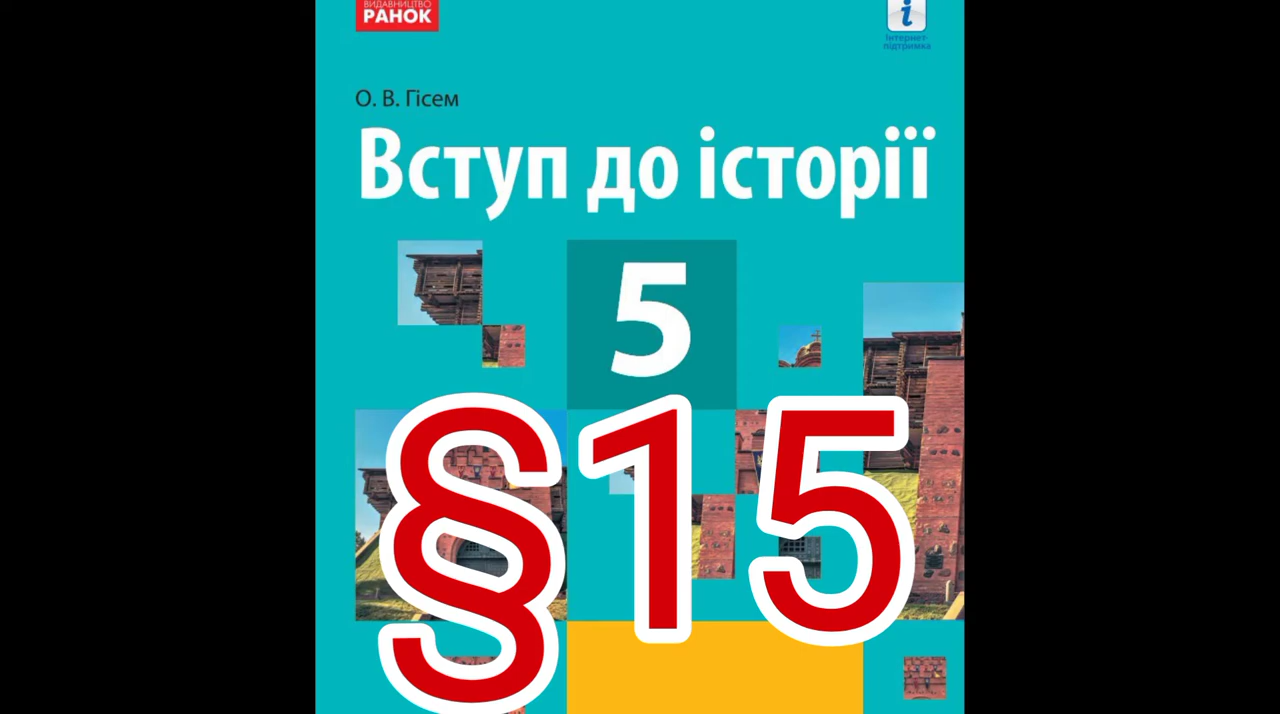 ВИДАВНИЦТВО
РАНОК
i
Інтернет-
підтримка
О. В. Гісем
Вступ до історії
5
§15